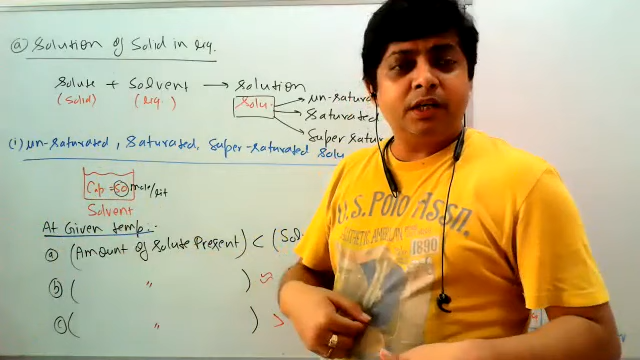 ⓐ Solution of Solid in liq.
Solute + Solvent → Solution
(Solid) (liq.)
Solu.
un-satura
Saturated
Super satur
(i) un-saturated, Saturated, Super-saturated Solu
Cap = 50 mole/lit
Solvent
At Given temp:-
ⓐ (Amount of Solute Present) < (Sol
ⓑ ( " ) ≈
ⓒ ( " ) >
U.S. Polo Assn.
1890